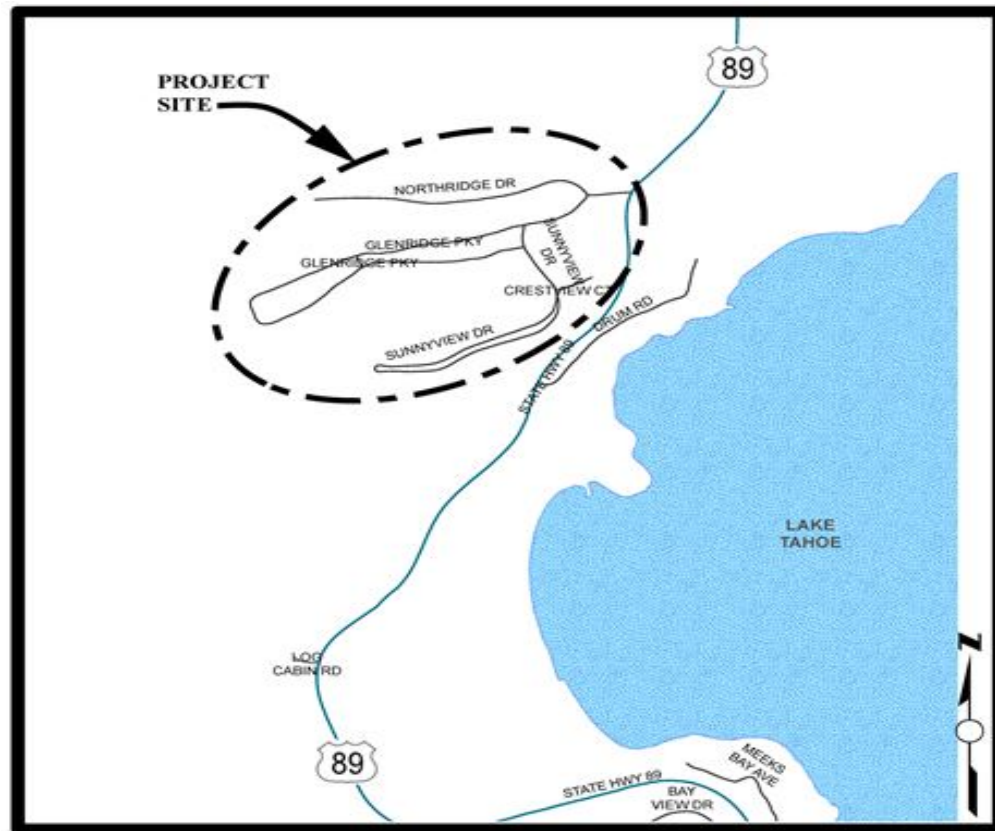 89
PROJECT
SITE
NORTHRIDGE DR
GLENRIDGE PKY
SUNNYVIEW
DR
GLENRIDGE PKY
CRESTVIEW CT
DRUM RD
SUNNYVIEW DR
STATE HWY 89
LAKE
TAHOE
LOG
CABIN RD
Z
89
MEEKS
BAY AVE
STATE HWY 89
BAY
VIEW DR